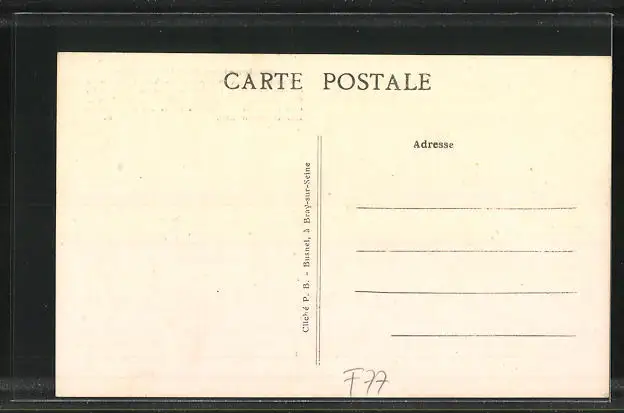 CARTE POSTALE
Adresse
Cliché P. B. - Busnel, à Bray-sur-Seine
F77